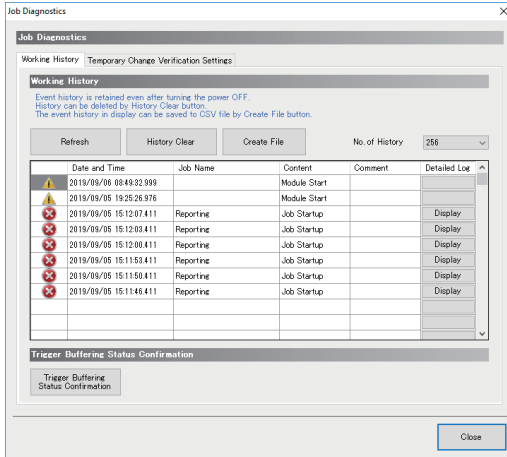 Job Diagnostics
Job Diagnostics
Working History Temporary Change Verification Settings
Working History
Event history is retained even after turning the power OFF.
History can be deleted by History Clear button.
The event history in display can be saved to CSV file by Create File button.
Refresh History Clear Create File No. of History 256
Date and Time Job Name Content Comment Detailed Log
2019/09/06 08:49:32.999 Module Start
2019/09/05 19:25:26.976 Module Start
2019/09/05 15:12:07.411 Reporting Job Startup Display
2019/09/05 15:12:03.411 Reporting Job Startup Display
2019/09/05 15:12:00.411 Reporting Job Startup Display
2019/09/05 15:11:53.411 Reporting Job Startup Display
2019/09/05 15:11:50.411 Reporting Job Startup Display
2019/09/05 15:11:46.411 Reporting Job Startup Display
Trigger Buffering Status Confirmation
Trigger Buffering
Status Confirmation
Close